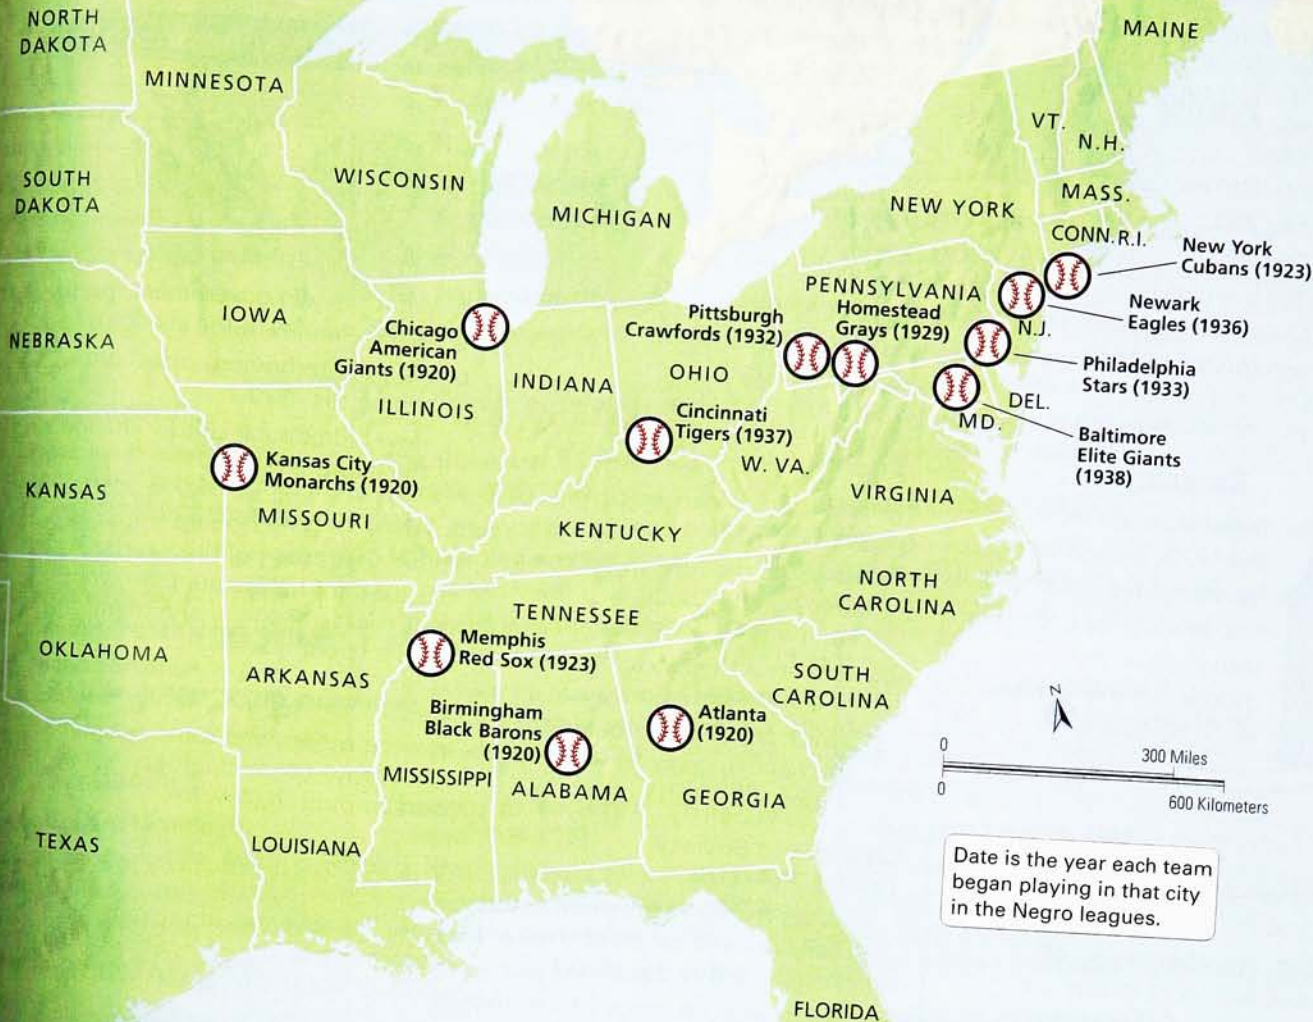 NORTH
DAKOTA
MINNESOTA
MAINE
VT.
N.H.
WISCONSIN
SOUTH
DAKOTA
MICHIGAN
NEW YORK
MASS.
CONN.
R.I.
New York
Cubans (1923)
PENNSYLVANIA
Newark
Eagles (1936)
IOWA
NEBRASKA
Chicago
American
Giants (1920)
Pittsburgh
Crawfords (1932)
Homestead
Grays (1929)
N.J.
Philadelphia
Stars (1933)
INDIANA
OHIO
ILLINOIS
DEL.
MD.
Cincinnati
Tigers (1937)
Baltimore
Elite Giants
(1938)
Kansas City
Monarchs (1920)
W. VA.
KANSAS
MISSOURI
VIRGINIA
KENTUCKY
NORTH
CAROLINA
TENNESSEE
OKLAHOMA
ARKANSAS
Memphis
Red Sox (1923)
SOUTH
CAROLINA
Birmingham
Black Barons
(1920)
Atlanta
(1920)
MISSISSIPPI
ALABAMA
GEORGIA
N
0
300 Miles
0
600 Kilometers
TEXAS
LOUISIANA
Date is the year each team
began playing in that city
in the Negro leagues.
FLORIDA